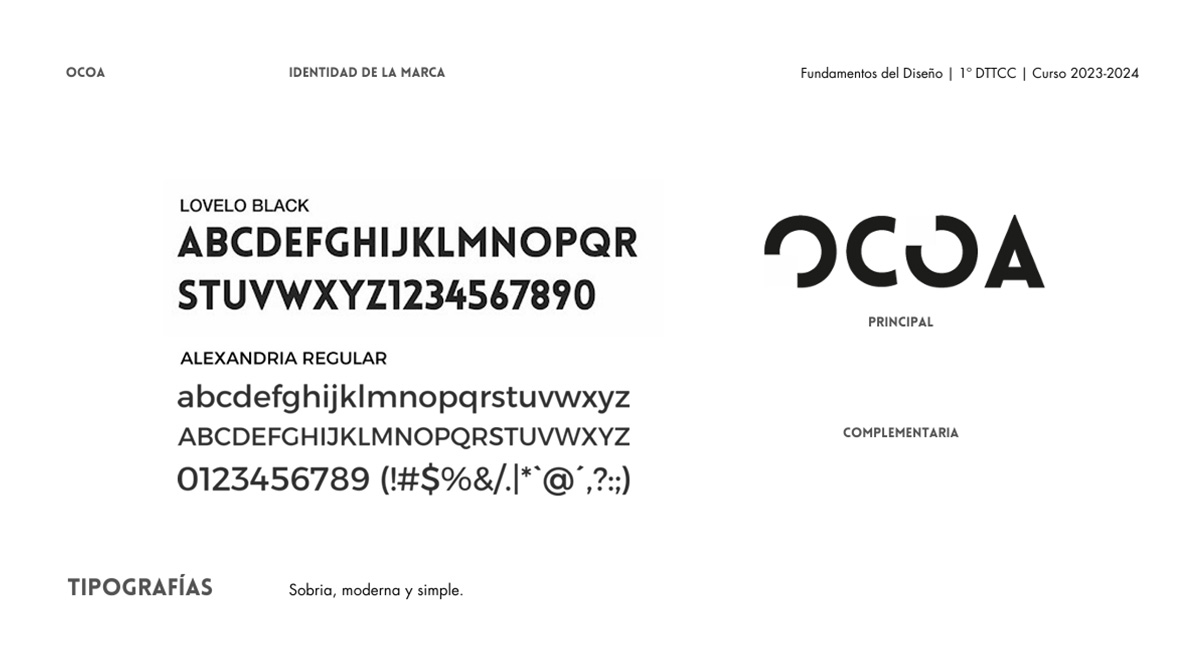 OCOA
IDENTIDAD DE LA MARCA
Fundamentos del Diseño | 1º DTTCC | Curso 2023-2024
LOVELO BLACK
ABCDEFGHIJKLMNOPQR
STUVWXYZ1234567890
ALEXANDRIA REGULAR
abcdefghijklmnopqrstuvwxyz
ABCDEFGHIJKLMNOPQRSTUVWXYZ
0123456789 (!#$%&/.|*`@´,?:;)
OCOA
PRINCIPAL
COMPLEMENTARIA
TIPOGRAFÍAS
Sobria, moderna y simple.